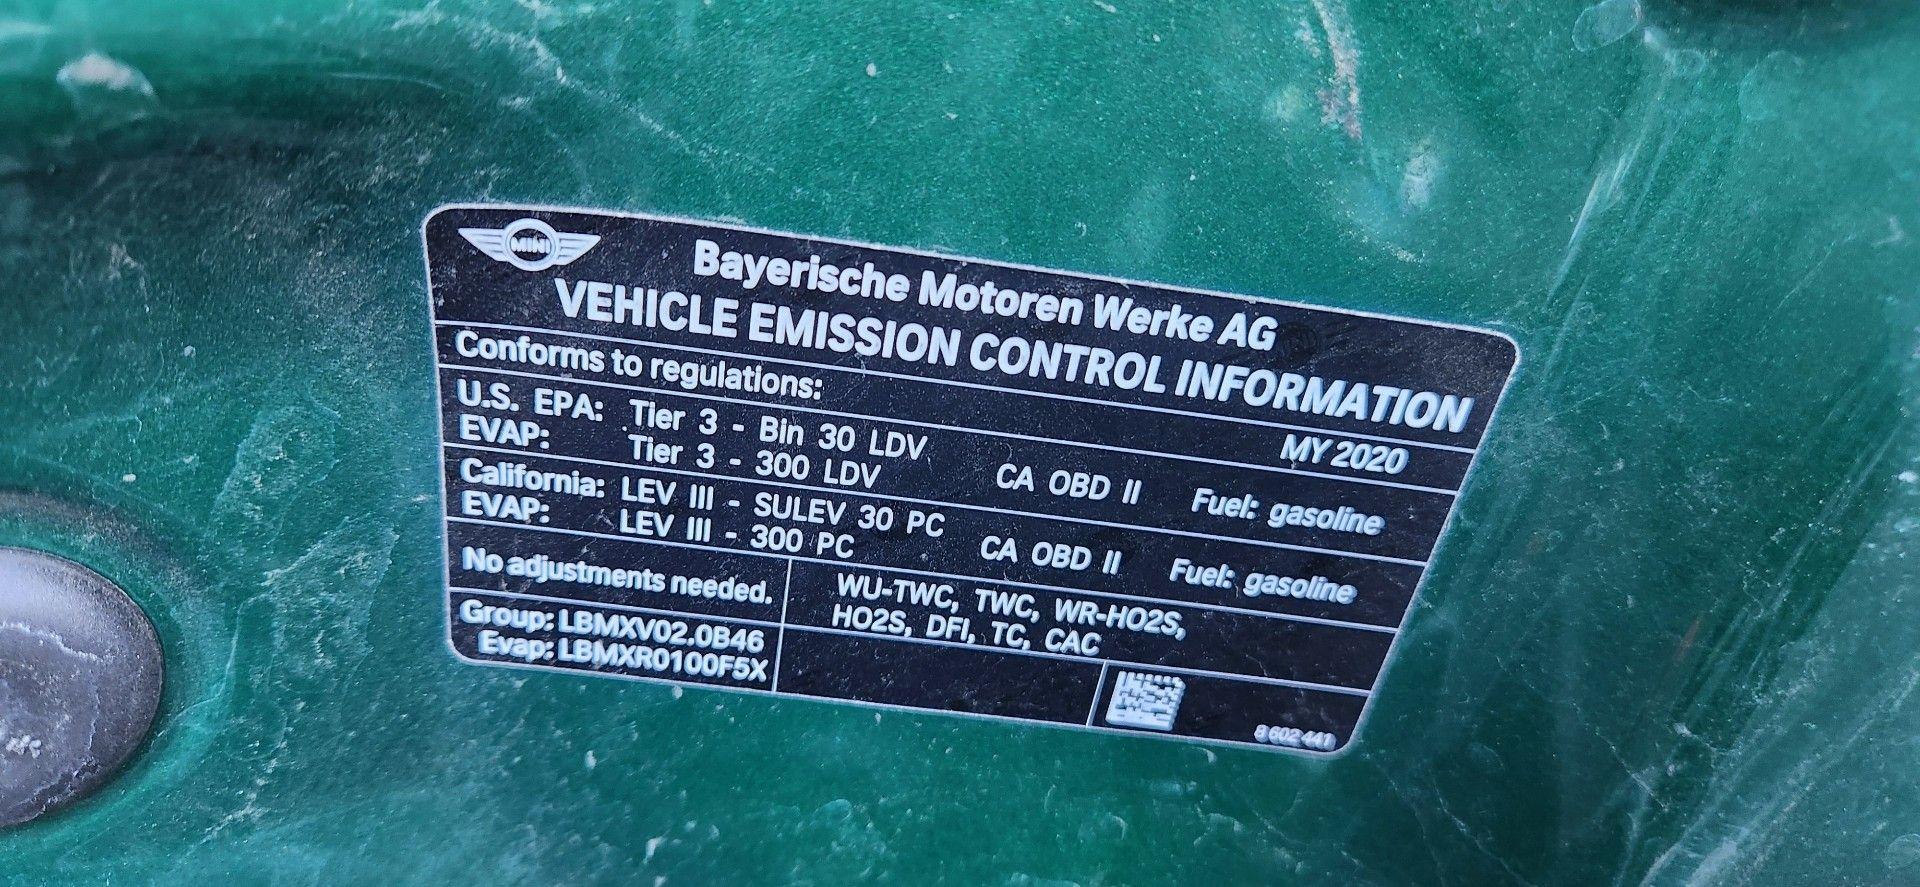 MINI
Bayerische Motoren Werke AG
VEHICLE EMISSION CONTROL INFORMATION
Conforms to regulations: MY 2020
U.S. EPA: Tier 3 - Bin 30 LDV
EVAP: Tier 3 - 300 LDV CA OBD II Fuel: gasoline
California: LEV III - SULEV 30 PC
EVAP: LEV III - 300 PC CA OBD II Fuel: gasoline
No adjustments needed.
WU-TWC, TWC, WR-HO2S,
HO2S, DFI, TC, CAC
Group: LBMXV02.0B46
Evap: LBMXR0100F5X
8 602 441